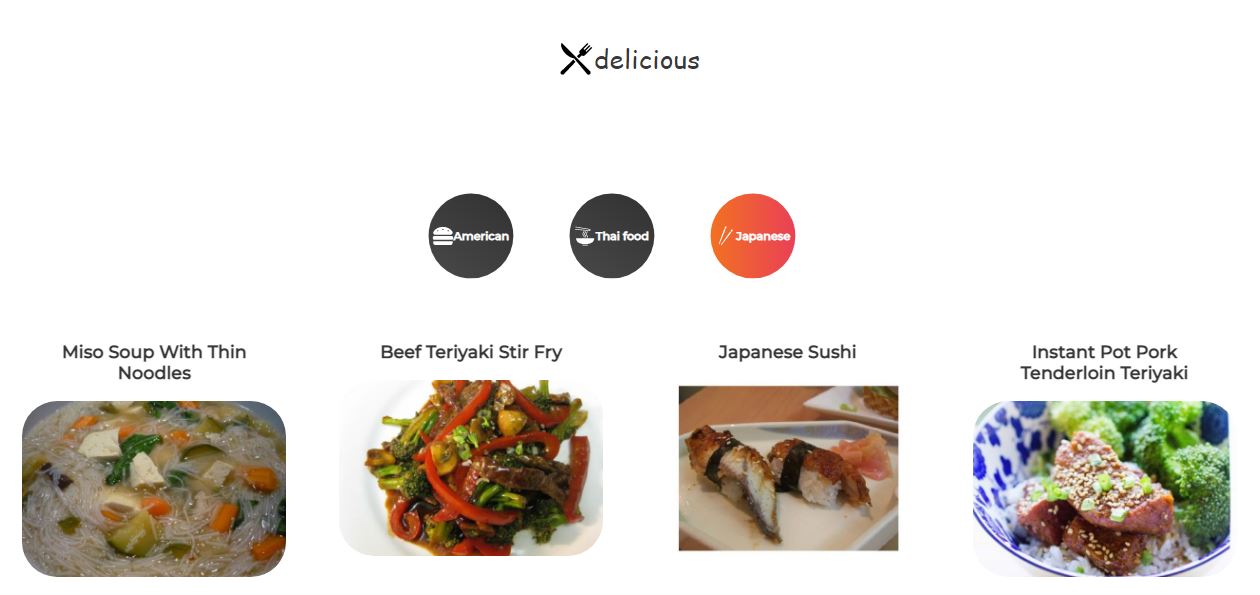 delicious
American
Thai food
Japanese
Miso Soup With Thin
Noodles
Beef Teriyaki Stir Fry
Japanese Sushi
Instant Pot Pork
Tenderloin Teriyaki